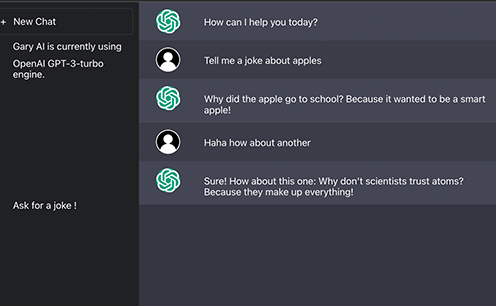 + New Chat
Gary AI is currently using
OpenAI GPT-3-turbo
engine.
Ask for a joke !
How can I help you today?
Tell me a joke about apples
Why did the apple go to school? Because it wanted to be a smart
apple!
Haha how about another
Sure! How about this one: Why don't scientists trust atoms?
Because they make up everything!